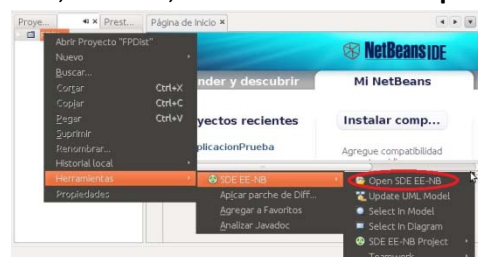 Proye...
Prest...
Página de Inicio
NetBeans IDE
Abrir Proyecto "FPDist"
Nuevo
Buscar...
Cortar Ctrl+X
Copiar Ctrl+C
Pegar Ctrl+V
Suprimir
Renombrar...
Historial local
Herramientas
Propiedades
nder y descubrir
Mi NetBeans
yectos recientes
Instalar comp...
plicacionPrueba
Agregue compatibilidad
SDE EE-NB
Aplicar parche de Diff...
Agregar a Favoritos
Analizar Javadoc
Open SDE EE-NB
Update UML Model
Select In Model
Select In Diagram
SDE EE-NB Project
Teamwork